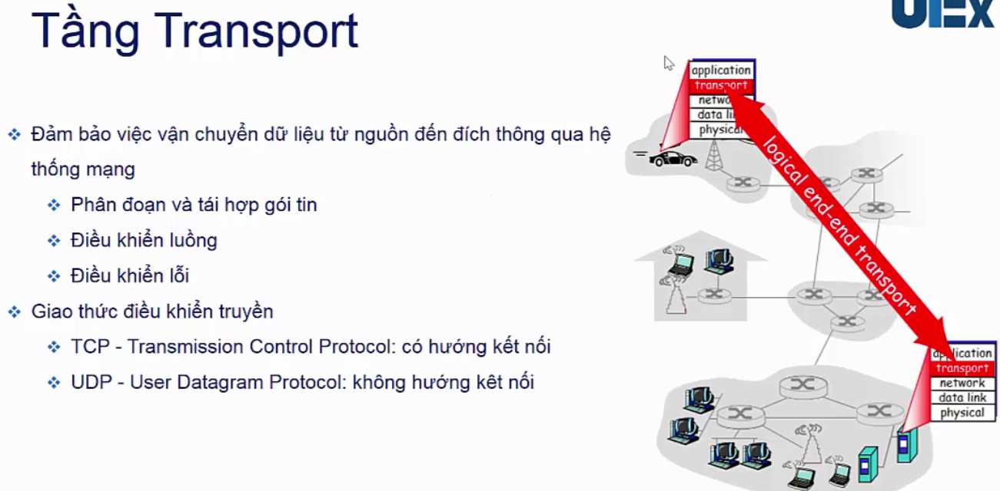 Tầng Transport
UIEx
Đảm bảo việc vận chuyển dữ liệu từ nguồn đến đích thông qua hệ
thống mạng
Phân đoạn và tái hợp gói tin
Điều khiển luồng
Điều khiển lỗi
Giao thức điều khiển truyền
TCP - Transmission Control Protocol: có hướng kết nối
UDP - User Datagram Protocol: không hướng kêt nối
application
transport
data
physical
logical end-end transport
application
transport
network
data link
physical